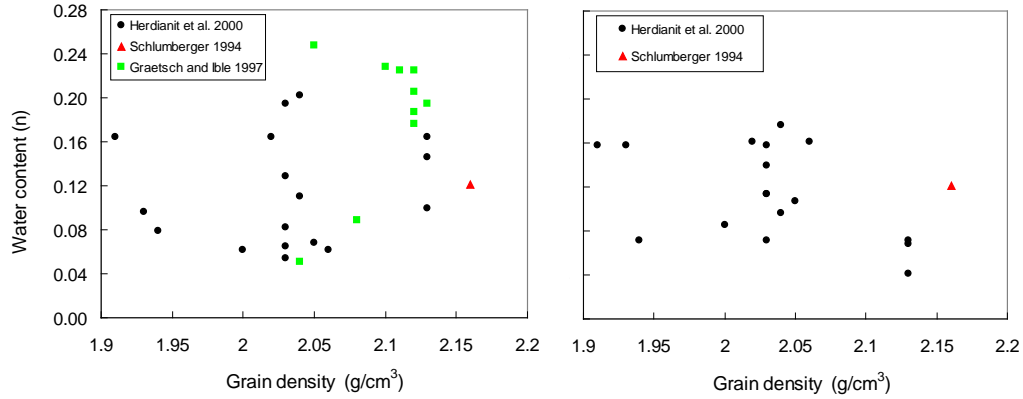 Herdianit et al. 2000
Schlumberger 1994
Graetsch and Ible 1997
0.28
0.24
0.20
0.16
0.12
0.08
0.04
0.00
Water content (n)
1.9
1.95
2
2.05
2.1
2.15
2.2
Grain density (g/cm³)
Herdianit et al. 2000
Schlumberger 1994
1.9
1.95
2
2.05
2.1
2.15
2.2
Grain density (g/cm³)